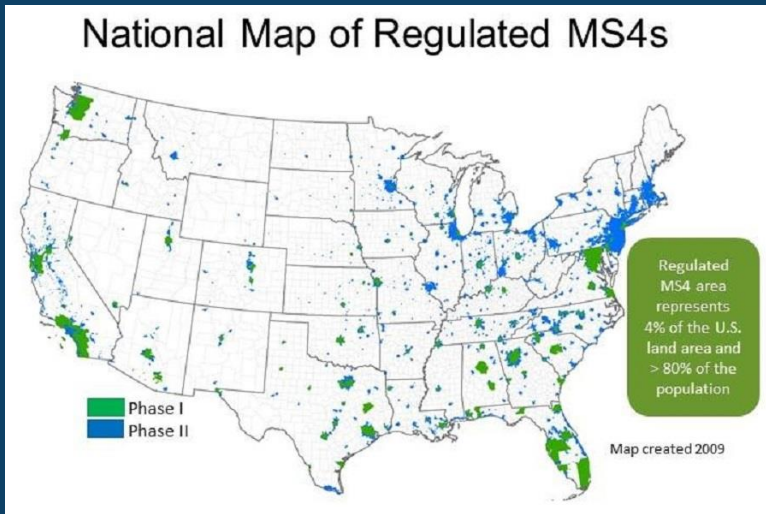 National Map of Regulated MS4s
Regulated
MS4 area
represents
4% of the U.S.
land area and
> 80% of the
population
Phase I
Phase II
Map created 2009